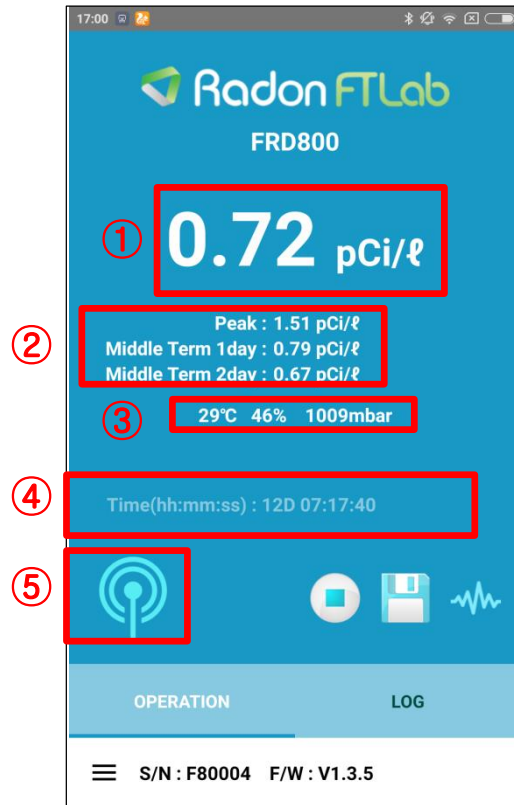 17:00
Radon FTLab
FRD800
① 0.72 pCi/ℓ
② Peak : 1.51 pCi/ℓ
Middle Term 1day : 0.79 pCi/ℓ
Middle Term 2day : 0.67 pCi/ℓ
③ 29℃ 46% 1009mbar
④ Time(hh:mm:ss) : 12D 07:17:40
⑤
OPERATION LOG
S/N : F80004 F/W : V1.3.5